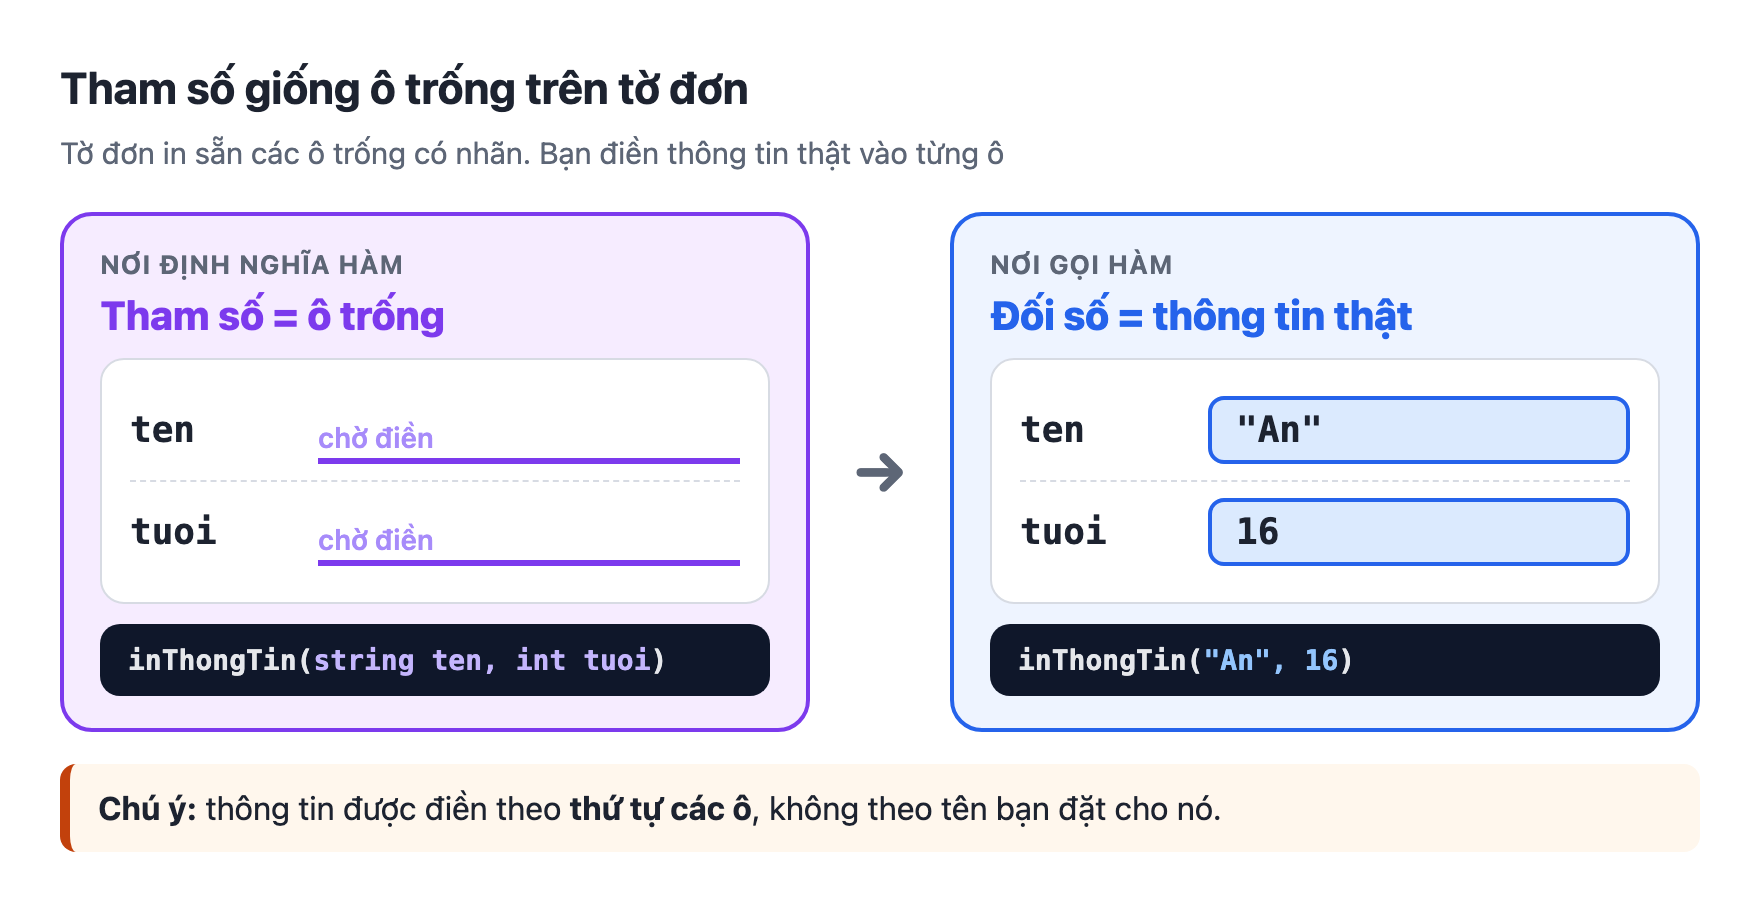 Tham số giống ô trống trên tờ đơn
Tờ đơn in sẵn các ô trống có nhãn. Bạn điền thông tin thật vào từng ô
NƠI ĐỊNH NGHĨA HÀM
Tham số = ô trống
ten chờ điền
tuoi chờ điền
inThongTin(string ten, int tuoi)
→
NƠI GỌI HÀM
Đối số = thông tin thật
ten "An"
tuoi 16
inThongTin("An", 16)
Chú ý: thông tin được điền theo thứ tự các ô, không theo tên bạn đặt cho nó.